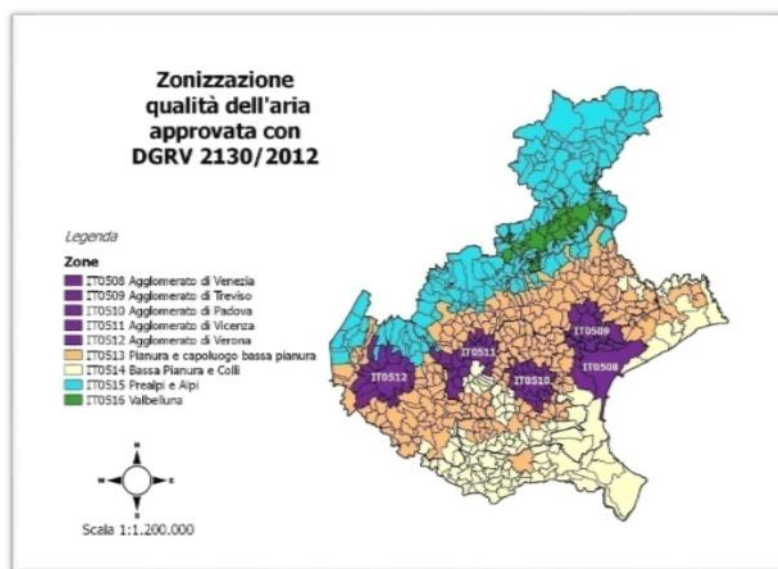 Zonizzazione
qualità dell'aria
approvata con
DGRV 2130/2012
Legenda
Zone
IT0508 Agglomerato di Venezia
IT0509 Agglomerato di Treviso
IT0510 Agglomerato di Padova
IT0511 Agglomerato di Vicenza
IT0512 Agglomerato di Verona
IT0513 Pianura e capoluogo bassa pianura
IT0514 Bassa Pianura e Colli
IT0515 Prealpi e Alpi
IT0516 Valbelluna
IT0509
IT0511
IT0508
IT0512
IT0510
N
E
S
Scala 1:1.200.000